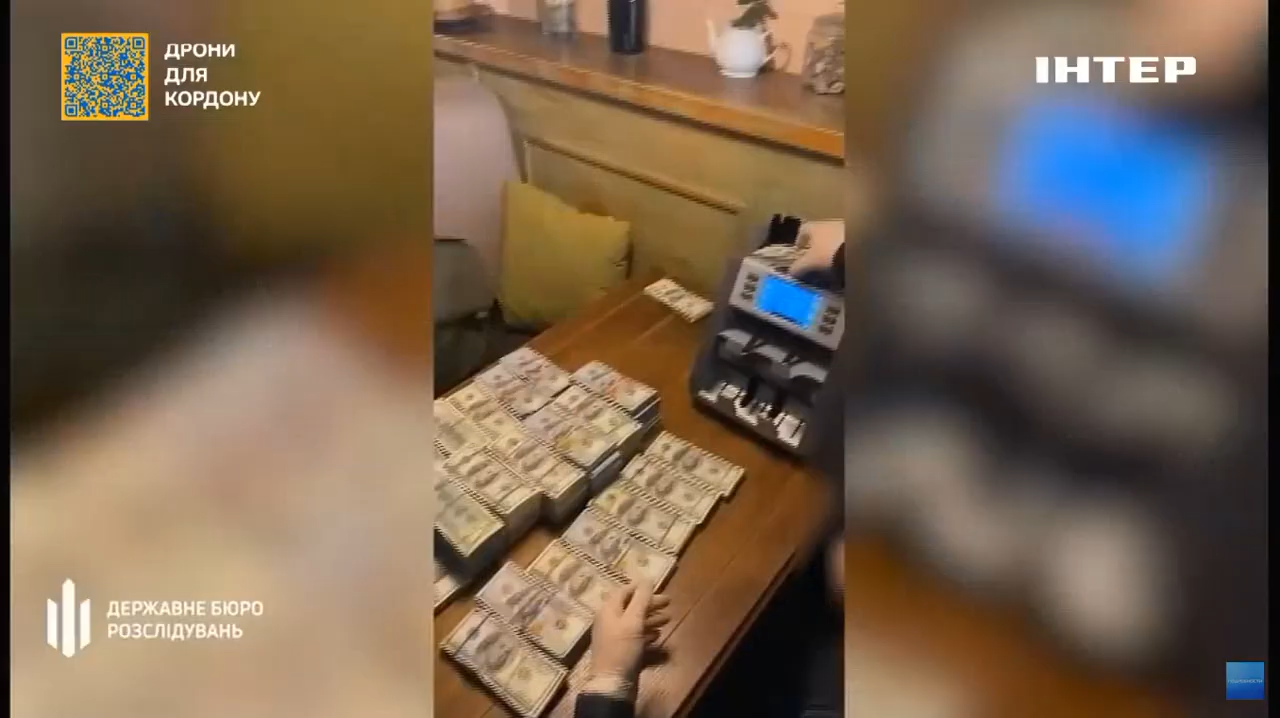 ДРОНИ
ДЛЯ
КОРДОНУ
ІНТЕР
ДЕРЖАВНЕ БЮРО
РОЗСЛІДУВАНЬ